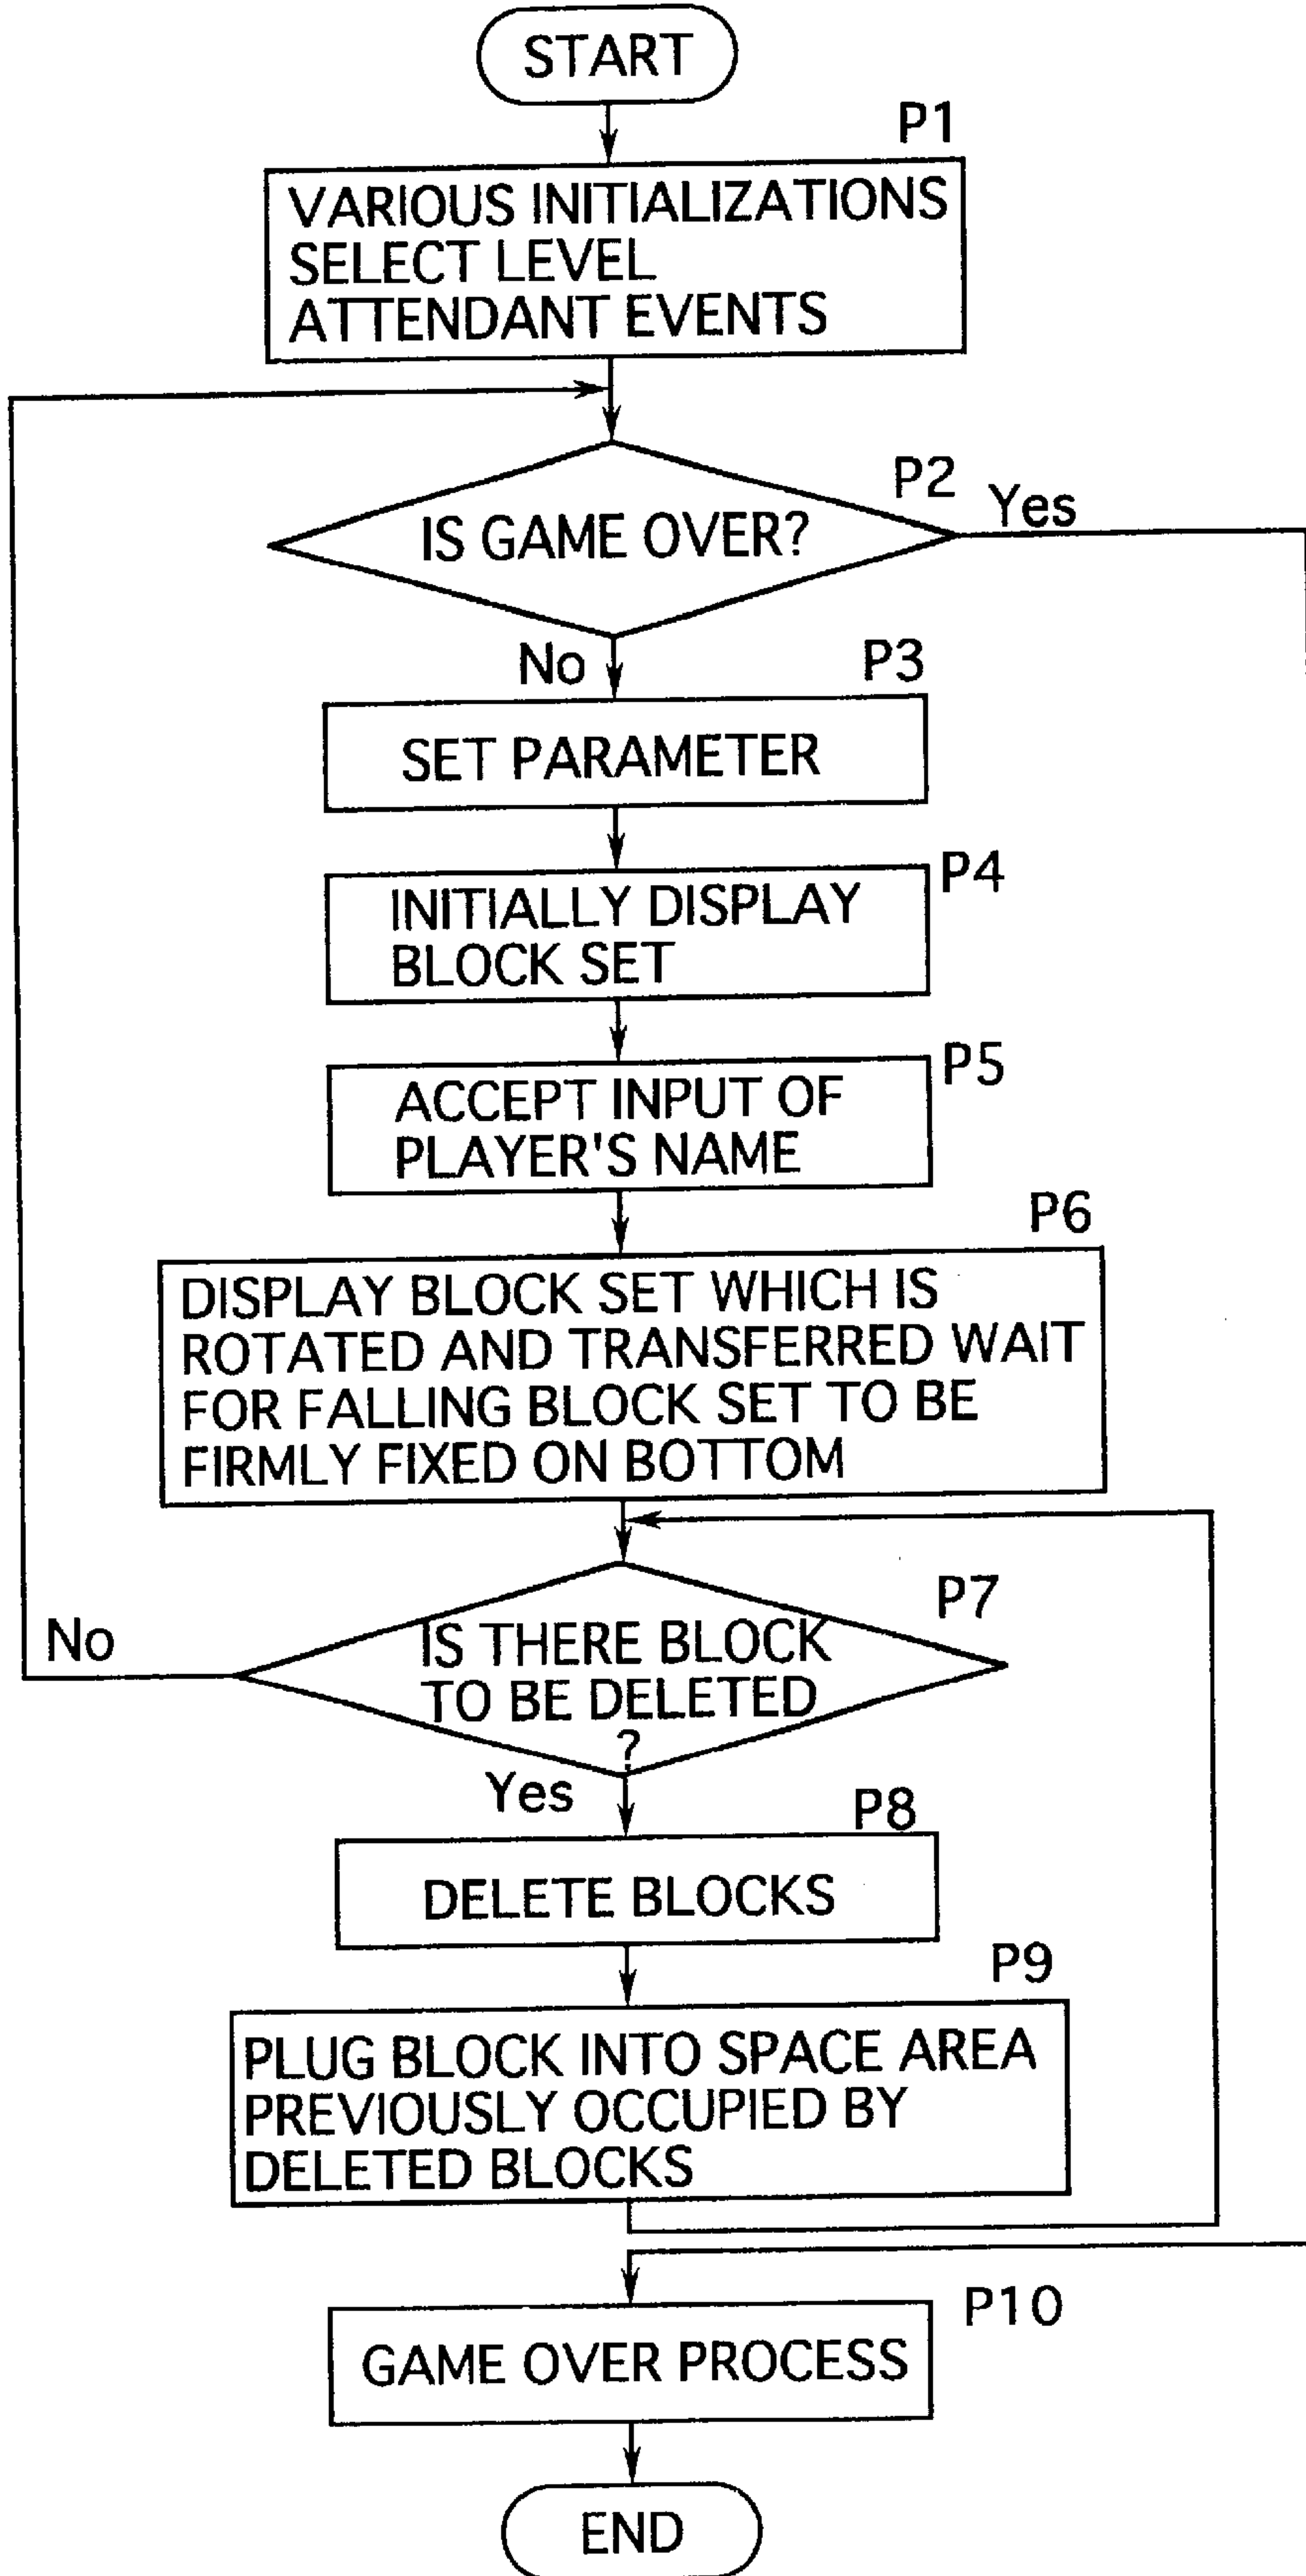 START
P1
VARIOUS INITIALIZATIONS
SELECT LEVEL
ATTENDANT EVENTS
P2
Yes
IS GAME OVER?
No
P3
SET PARAMETER
P4
INITIALLY DISPLAY
BLOCK SET
P5
ACCEPT INPUT OF
PLAYER'S NAME
P6
DISPLAY BLOCK SET WHICH IS
ROTATED AND TRANSFERRED WAIT
FOR FALLING BLOCK SET TO BE
FIRMLY FIXED ON BOTTOM
P7
No
IS THERE BLOCK
TO BE DELETED
?
Yes
P8
DELETE BLOCKS
P9
PLUG BLOCK INTO SPACE AREA
PREVIOUSLY OCCUPIED BY
DELETED BLOCKS
P10
GAME OVER PROCESS
END